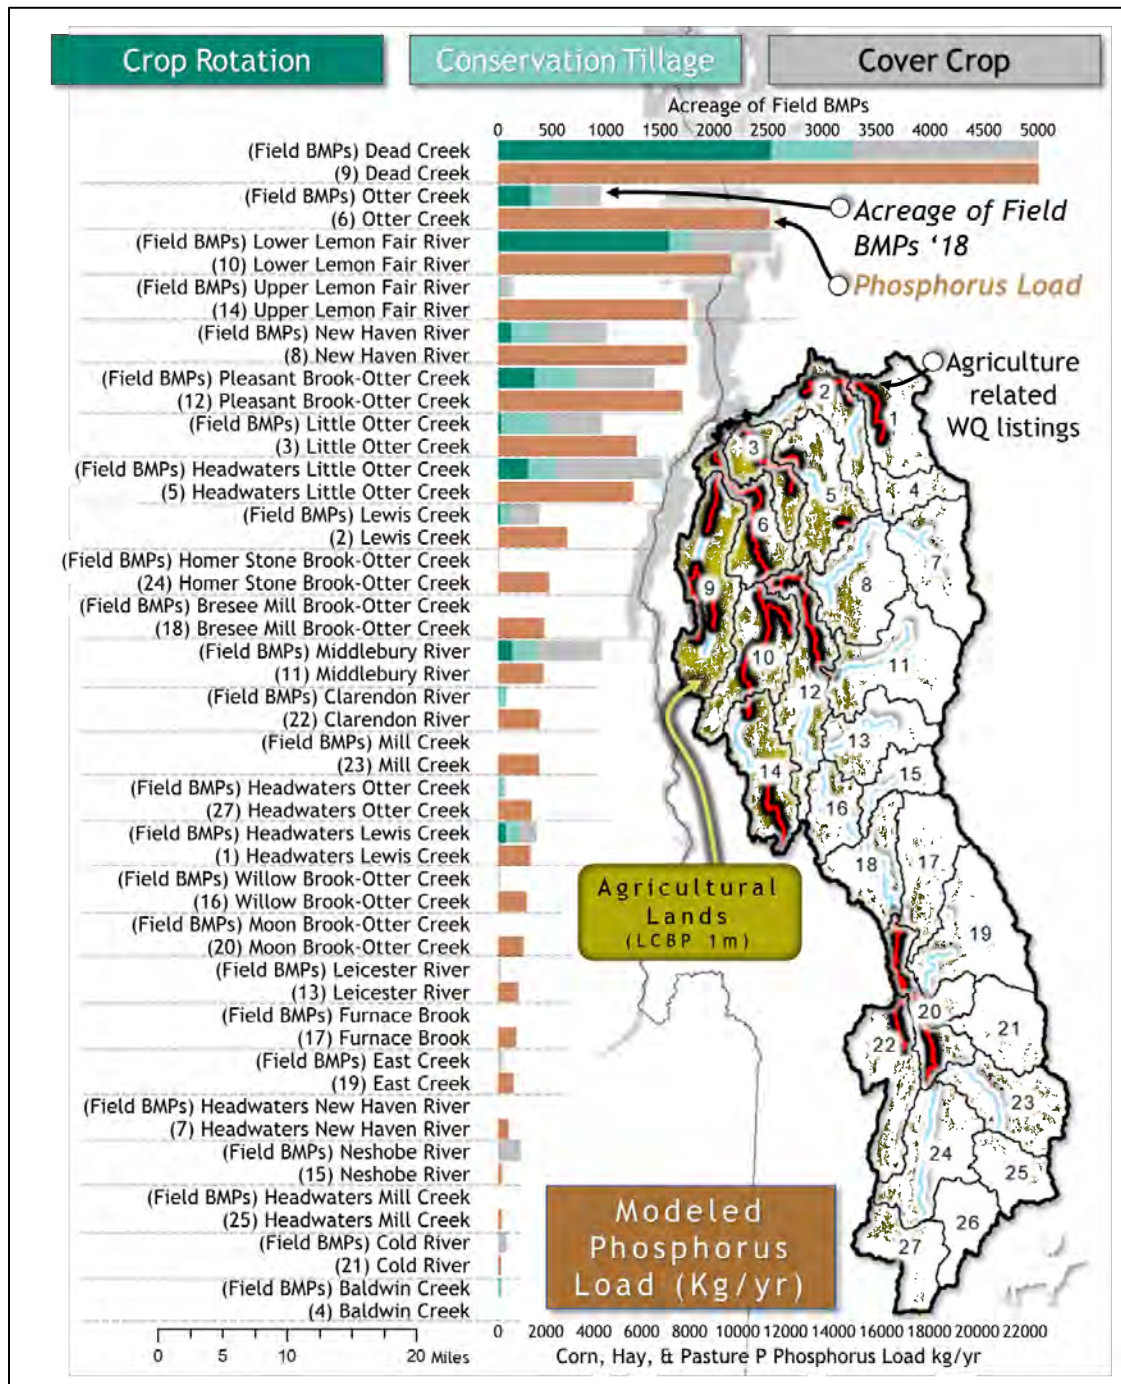 Crop Rotation
Conservation Tillage
Cover Crop
Acreage of Field BMPs
0 500 1000 1500 2000 2500 3000 3500 4000 4500 5000
(Field BMPs) Dead Creek
(9) Dead Creek
(Field BMPs) Otter Creek
(6) Otter Creek
(Field BMPs) Lower Lemon Fair River
(10) Lower Lemon Fair River
(Field BMPs) Upper Lemon Fair River
(14) Upper Lemon Fair River
(Field BMPs) New Haven River
(8) New Haven River
(Field BMPs) Pleasant Brook-Otter Creek
(12) Pleasant Brook-Otter Creek
(Field BMPs) Little Otter Creek
(3) Little Otter Creek
(Field BMPs) Headwaters Little Otter Creek
(5) Headwaters Little Otter Creek
(Field BMPs) Lewis Creek
(2) Lewis Creek
(Field BMPs) Homer Stone Brook-Otter Creek
(24) Homer Stone Brook-Otter Creek
(Field BMPs) Bresee Mill Brook-Otter Creek
(18) Bresee Mill Brook-Otter Creek
(Field BMPs) Middlebury River
(11) Middlebury River
(Field BMPs) Clarendon River
(22) Clarendon River
(Field BMPs) Mill Creek
(23) Mill Creek
(Field BMPs) Headwaters Otter Creek
(27) Headwaters Otter Creek
(Field BMPs) Headwaters Lewis Creek
(1) Headwaters Lewis Creek
(Field BMPs) Willow Brook-Otter Creek
(16) Willow Brook-Otter Creek
(Field BMPs) Moon Brook-Otter Creek
(20) Moon Brook-Otter Creek
(Field BMPs) Leicester River
(13) Leicester River
(Field BMPs) Furnace Brook
(17) Furnace Brook
(Field BMPs) East Creek
(19) East Creek
(Field BMPs) Headwaters New Haven River
(7) Headwaters New Haven River
(Field BMPs) Neshobe River
(15) Neshobe River
(Field BMPs) Headwaters Mill Creek
(25) Headwaters Mill Creek
(Field BMPs) Cold River
(21) Cold River
(Field BMPs) Baldwin Creek
(4) Baldwin Creek
Acreage of Field
BMPs ‘18
Phosphorus Load
Agriculture
related
WQ listings
2
1
3
4
5
6
7
8
9
10
11
12
13
14
15
16
17
18
19
20
21
22
23
24
25
26
27
Agricultural
Lands
(LCBP 1m)
Modeled
Phosphorus
Load (Kg/yr)
0 2000 4000 6000 8000 10000 12000 14000 16000 18000 20000 22000
Corn, Hay, & Pasture P Phosphorus Load kg/yr
0 5 10 20 Miles